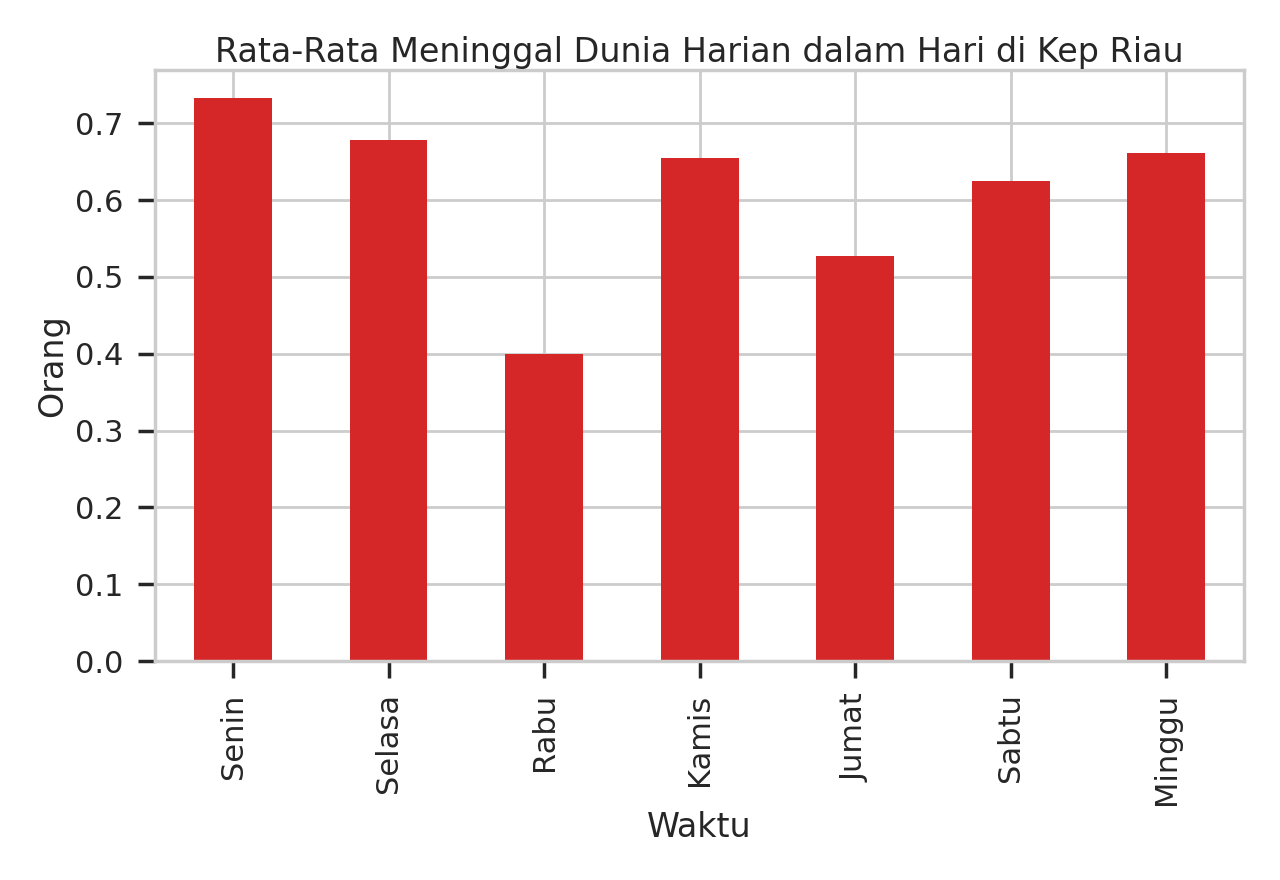 Rata-Rata Meninggal Dunia Harian dalam Hari di Kep Riau
0.7
0.6
0.5
0.4
0.3
0.2
0.1
0.0
Orang
Senin
Selasa
Rabu
Kamis
Jumat
Sabtu
Minggu
Waktu